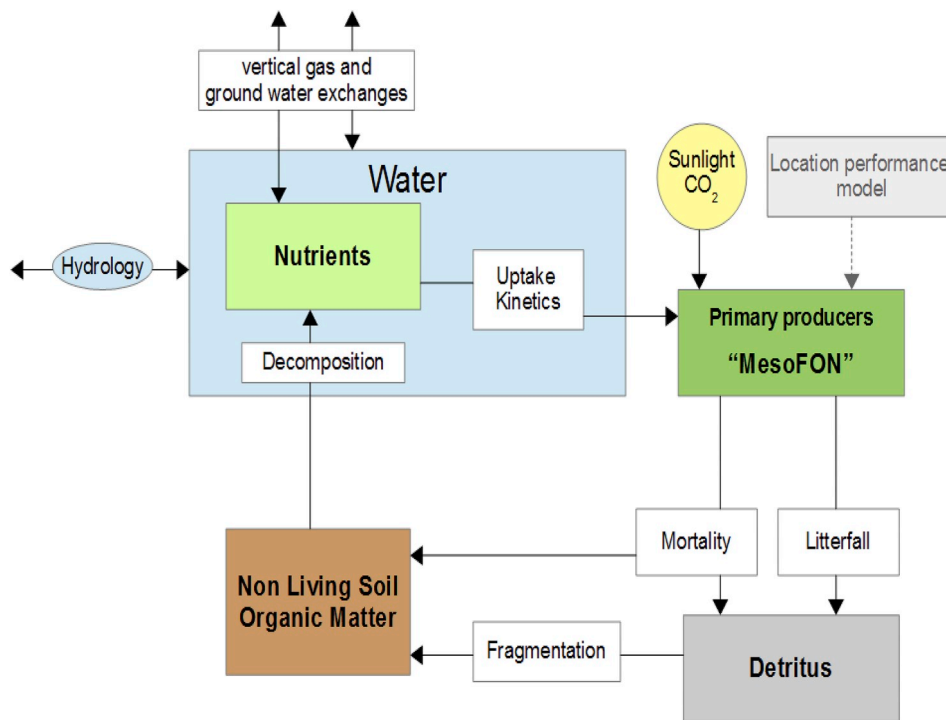 vertical gas and
ground water exchanges
Water
Sunlight
CO₂
Location performance
model
Nutrients
Hydrology
Uptake
Kinetics
Primary producers
“MesoFON”
Decomposition
Mortality
Litterfall
Non Living Soil
Organic Matter
Fragmentation
Detritus